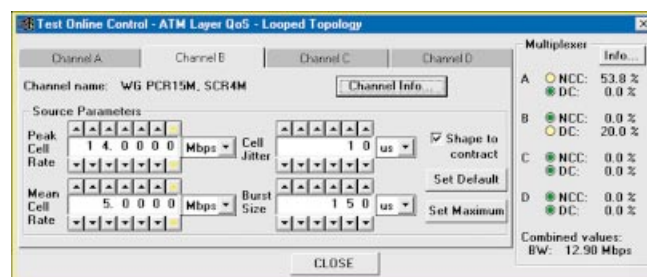 Test Online Control - ATM Layer QoS - Looped Topology
Channel A
Channel B
Channel C
Channel D
Channel name: WG PCR15M, SCR4M
Channel Info...
Source Parameters
Peak Cell Rate
1 4. 0 0 0 0
Mbps
Cell Jitter
1 0
us
Shape to contract
Set Default
Mean Cell Rate
5. 0 0 0 0
Mbps
Burst Size
1 5 0
us
Set Maximum
CLOSE
Multiplexer
Info...
A NCC: 53.8 %
DC: 0.0 %
B NCC: 0.0 %
DC: 20.0 %
C NCC: 0.0 %
DC: 0.0 %
D NCC: 0.0 %
DC: 0.0 %
Combined values:
BW: 12.90 Mbps